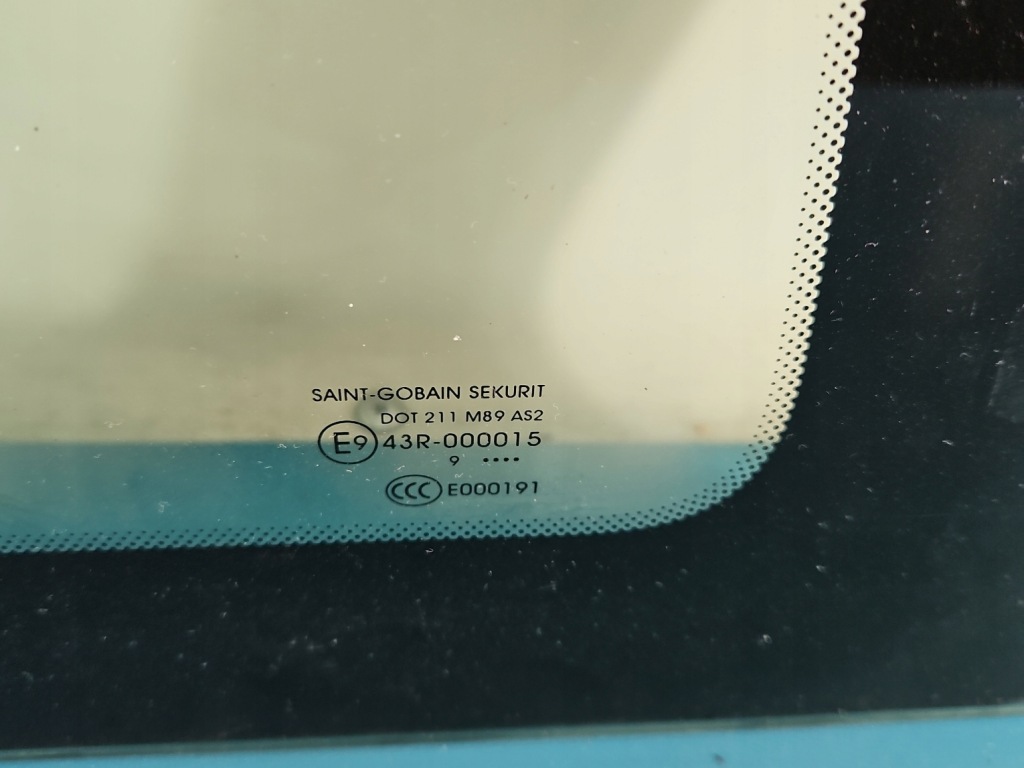 SAINT-GOBAIN SEKURIT
DOT 211 M89 AS2
E9 43R-000015
9 ••••
CCC E000191